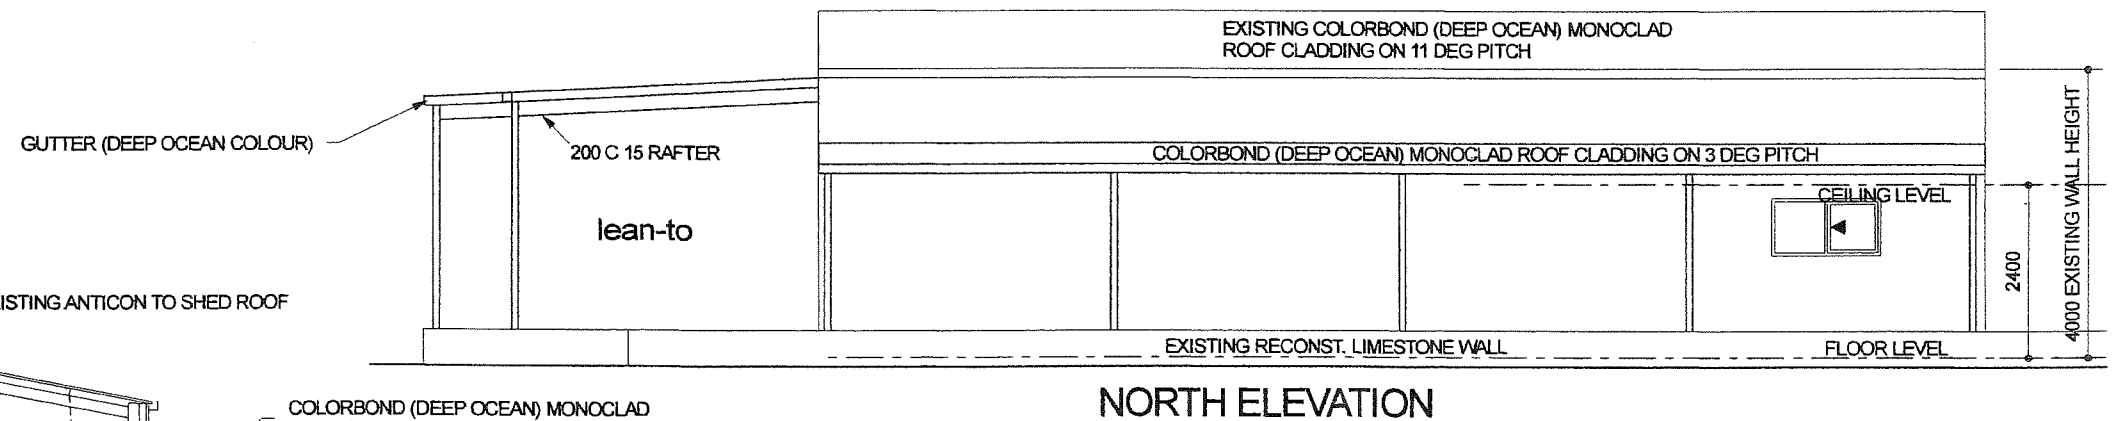 EXISTING COLORBOND (DEEP OCEAN) MONOCLAD
ROOF CLADDING ON 11 DEG PITCH
GUTTER (DEEP OCEAN COLOUR)
200 C 15 RAFTER
COLORBOND (DEEP OCEAN) MONOCLAD ROOF CLADDING ON 3 DEG PITCH
CEILING LEVEL
lean-to
2400
4000 EXISTING WALL HEIGHT
ISTING ANTICON TO SHED ROOF
EXISTING RECONST. LIMESTONE WALL
FLOOR LEVEL
NORTH ELEVATION
COLORBOND (DEEP OCEAN) MONOCLAD